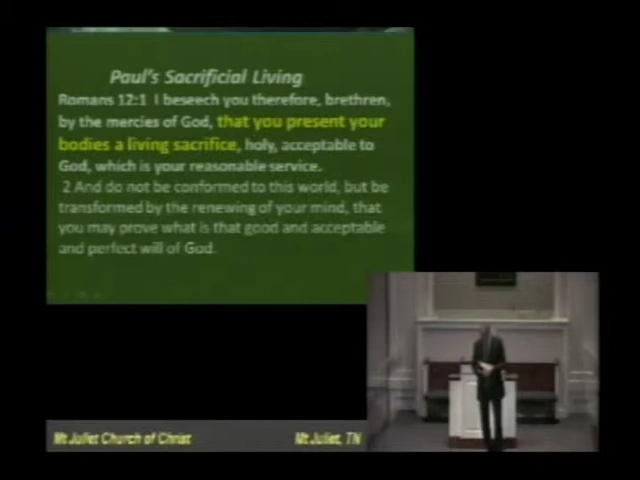 Paul's Sacrificial Living
Romans 12:1 I beseech you therefore, brethren,
by the mercies of God, that you present your
bodies a living sacrifice, holy, acceptable to
God, which is your reasonable service.
2 And do not be conformed to this world, but be
transformed by the renewing of your mind, that
you may prove what is that good and acceptable
and perfect will of God.
Mt Juliet Church of Christ
Mt Juliet, TN